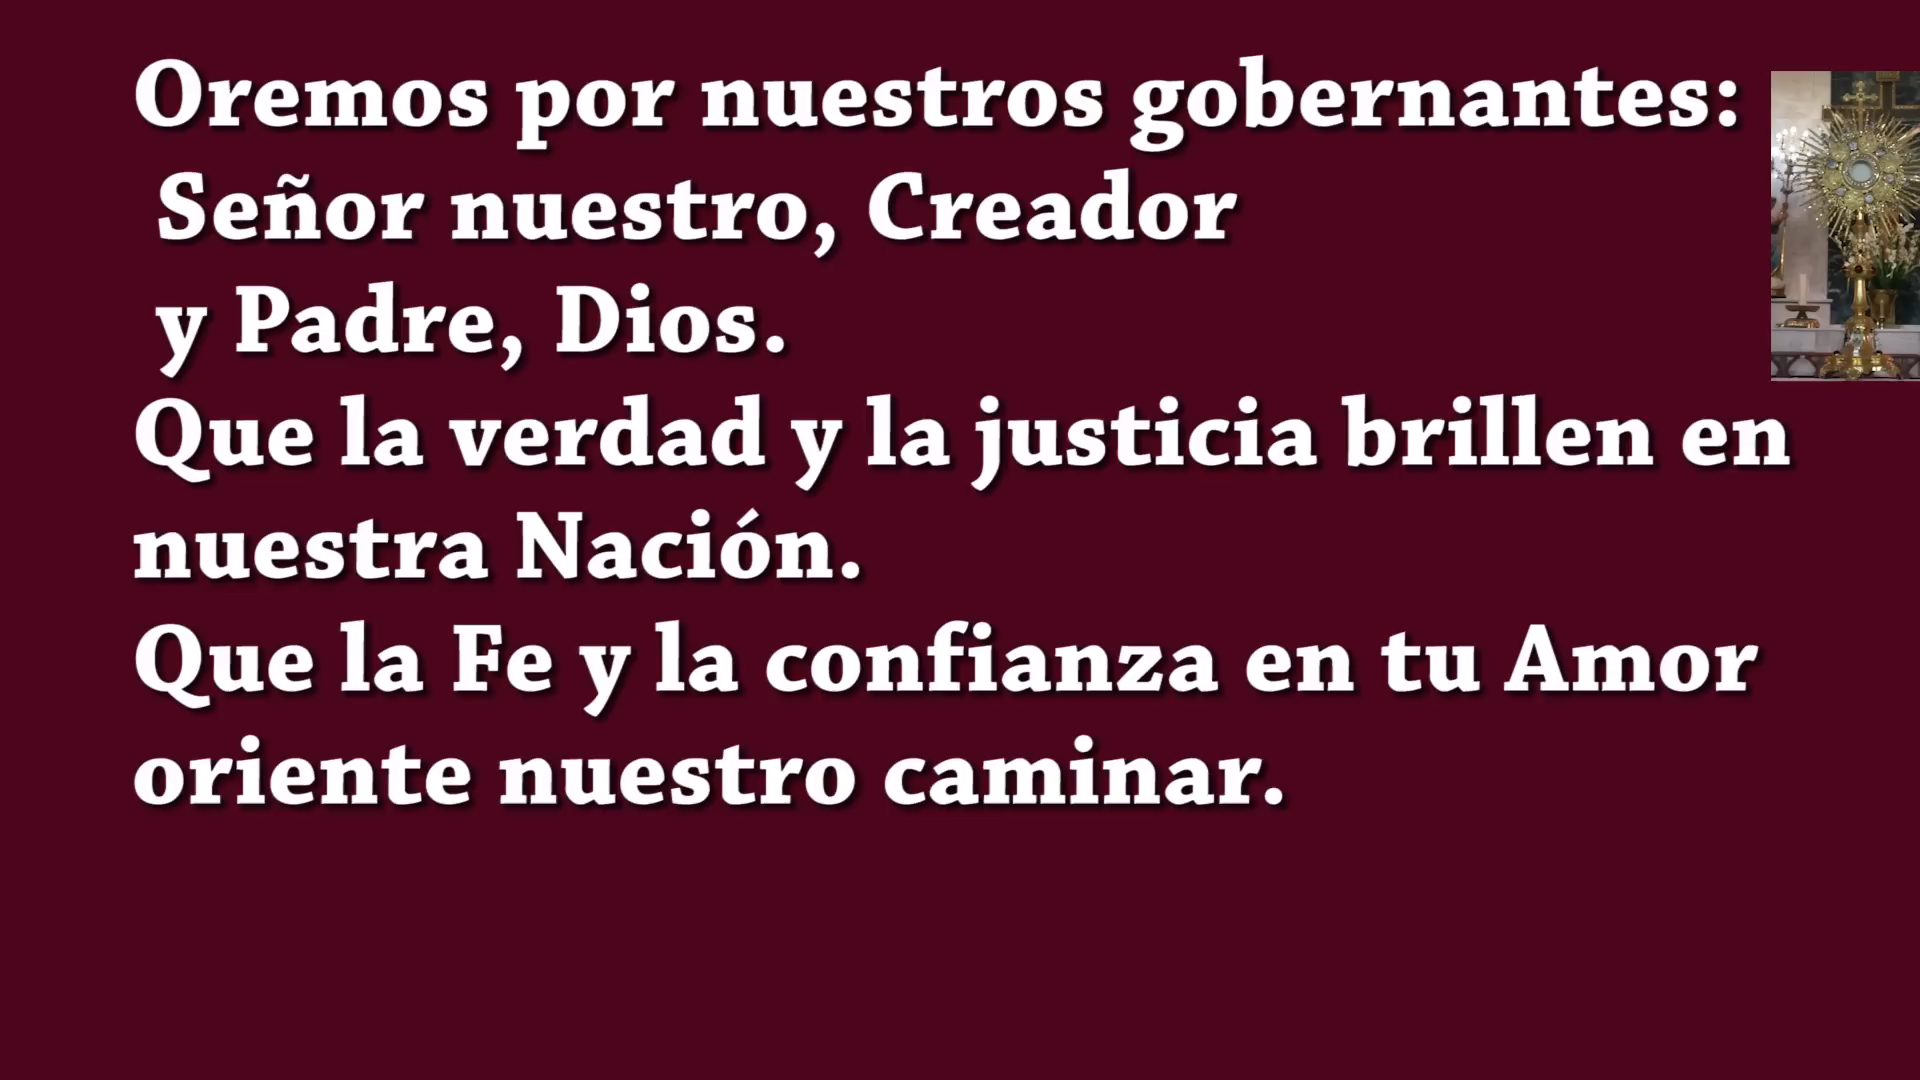 Oremos por nuestros gobernantes:
Señor nuestro, Creador
y Padre, Dios.
Que la verdad y la justicia brillen en
nuestra Nación.
Que la Fe y la confianza en tu Amor
oriente nuestro caminar.